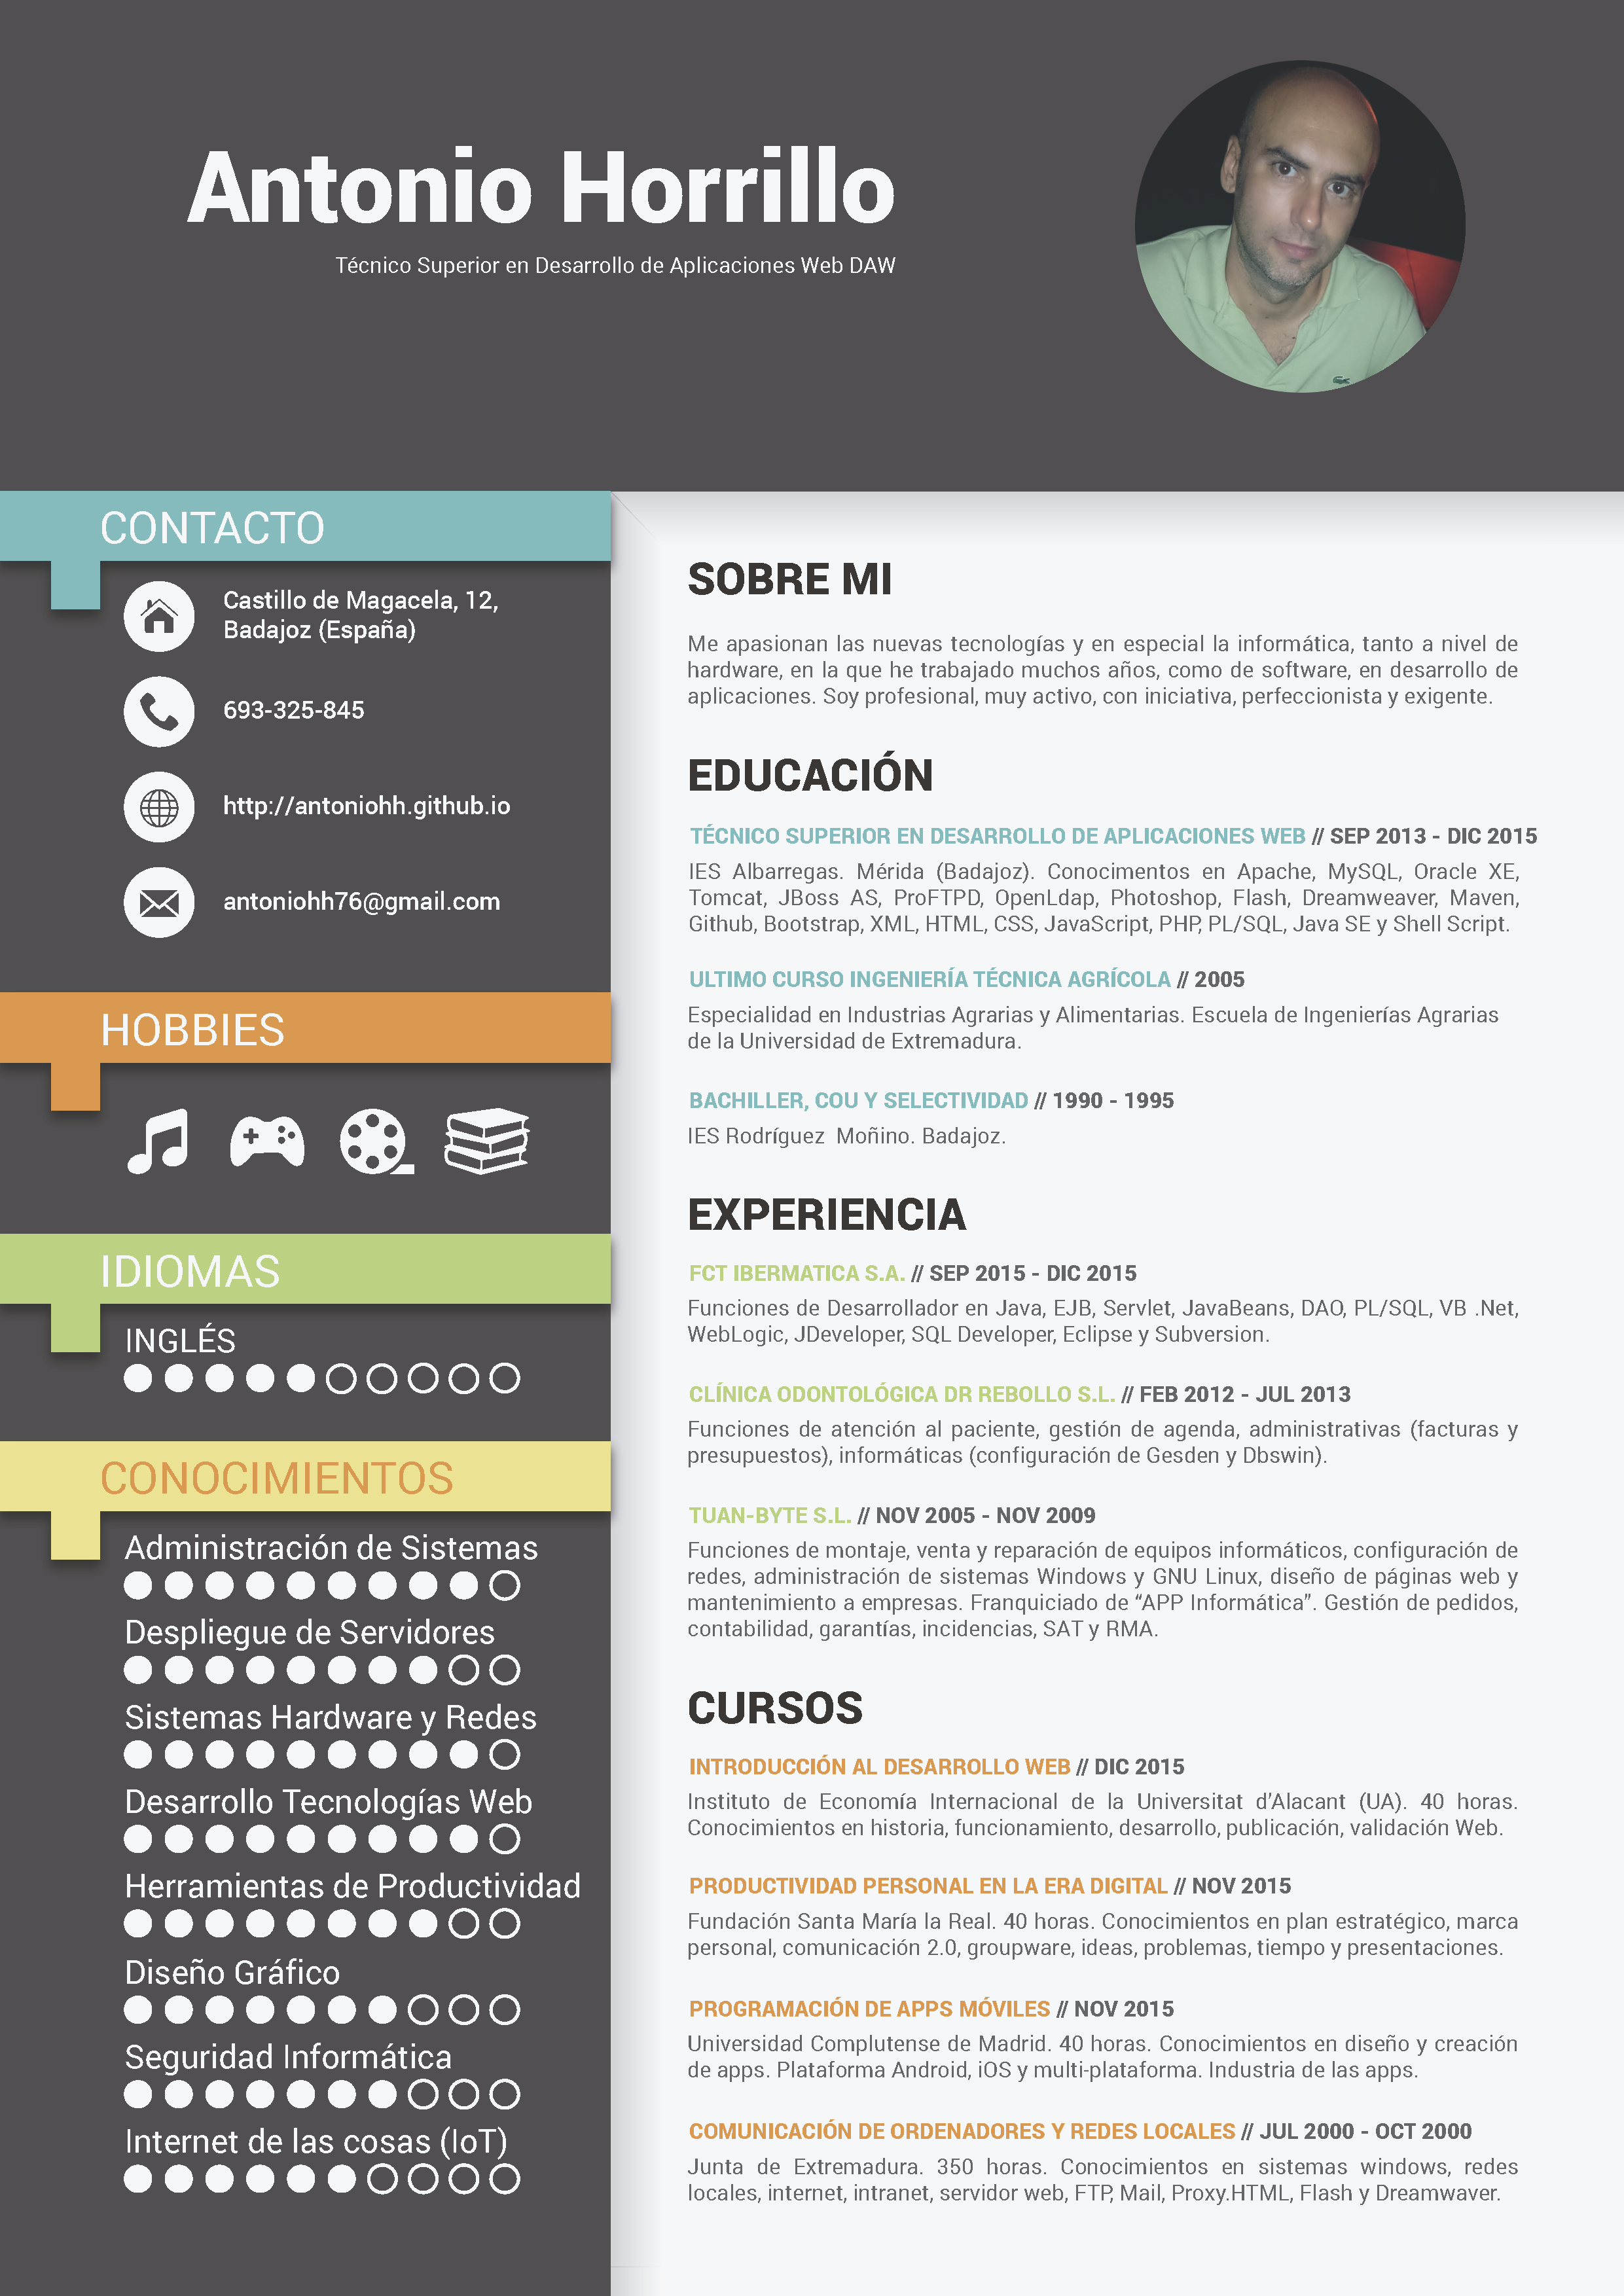 Antonio Horrillo
Técnico Superior en Desarrollo de Aplicaciones Web DAW
CONTACTO
Castillo de Magacela, 12,
Badajoz (España)
693-325-845
http://antoniohh.github.io
antoniohh76@gmail.com
HOBBIES
IDIOMAS
INGLÉS
CONOCIMIENTOS
Administración de Sistemas
Despliegue de Servidores
Sistemas Hardware y Redes
Desarrollo Tecnologías Web
Herramientas de Productividad
Diseño Gráfico
Seguridad Informática
Internet de las cosas (IoT)
SOBRE MI
Me apasionan las nuevas tecnologías y en especial la informática, tanto a nivel de
hardware, en la que he trabajado muchos años, como de software, en desarrollo de
aplicaciones. Soy profesional, muy activo, con iniciativa, perfeccionista y exigente.
EDUCACIÓN
TÉCNICO SUPERIOR EN DESARROLLO DE APLICACIONES WEB // SEP 2013 - DIC 2015
IES Albarregas. Mérida (Badajoz). Conocimentos en Apache, MySQL, Oracle XE,
Tomcat, JBoss AS, ProFTPD, OpenLdap, Photoshop, Flash, Dreamweaver, Maven,
Github, Bootstrap, XML, HTML, CSS, JavaScript, PHP, PL/SQL, Java SE y Shell Script.
ULTIMO CURSO INGENIERÍA TÉCNICA AGRÍCOLA // 2005
Especialidad en Industrias Agrarias y Alimentarias. Escuela de Ingenierías Agrarias
de la Universidad de Extremadura.
BACHILLER, COU Y SELECTIVIDAD // 1990 - 1995
IES Rodríguez Moñino. Badajoz.
EXPERIENCIA
FCT IBERMATICA S.A. // SEP 2015 - DIC 2015
Funciones de Desarrollador en Java, EJB, Servlet, JavaBeans, DAO, PL/SQL, VB .Net,
WebLogic, JDeveloper, SQL Developer, Eclipse y Subversion.
CLÍNICA ODONTOLÓGICA DR REBOLLO S.L. // FEB 2012 - JUL 2013
Funciones de atención al paciente, gestión de agenda, administrativas (facturas y
presupuestos), informáticas (configuración de Gesden y Dbswin).
TUAN-BYTE S.L. // NOV 2005 - NOV 2009
Funciones de montaje, venta y reparación de equipos informáticos, configuración de
redes, administración de sistemas Windows y GNU Linux, diseño de páginas web y
mantenimiento a empresas. Franquiciado de “APP Informática”. Gestión de pedidos,
contabilidad, garantías, incidencias, SAT y RMA.
CURSOS
INTRODUCCIÓN AL DESARROLLO WEB // DIC 2015
Instituto de Economía Internacional de la Universitat d’Alacant (UA). 40 horas.
Conocimientos en historia, funcionamiento, desarrollo, publicación, validación Web.
PRODUCTIVIDAD PERSONAL EN LA ERA DIGITAL // NOV 2015
Fundación Santa María la Real. 40 horas. Conocimientos en plan estratégico, marca
personal, comunicación 2.0, groupware, ideas, problemas, tiempo y presentaciones.
PROGRAMACIÓN DE APPS MÓVILES // NOV 2015
Universidad Complutense de Madrid. 40 horas. Conocimientos en diseño y creación
de apps. Plataforma Android, iOS y multi-plataforma. Industria de las apps.
COMUNICACIÓN DE ORDENADORES Y REDES LOCALES // JUL 2000 - OCT 2000
Junta de Extremadura. 350 horas. Conocimientos en sistemas windows, redes
locales, internet, intranet, servidor web, FTP, Mail, Proxy.HTML, Flash y Dreamwaver.